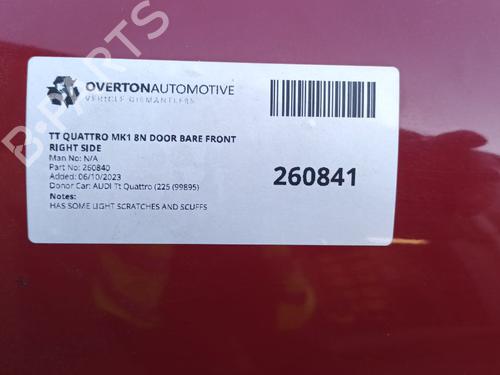 OVERTONAUTOMOTIVE
VEHICLE DISMANTLERS
TT QUATTRO MK1 8N DOOR BARE FRONT
RIGHT SIDE
Man No: N/A
Part No: 260840
Added: 06/10/2023
Donor Car: AUDI Tt Quattro (225 (99895)
Notes:
HAS SOME LIGHT SCRATCHES AND SCUFFS
260841
B-PARTS